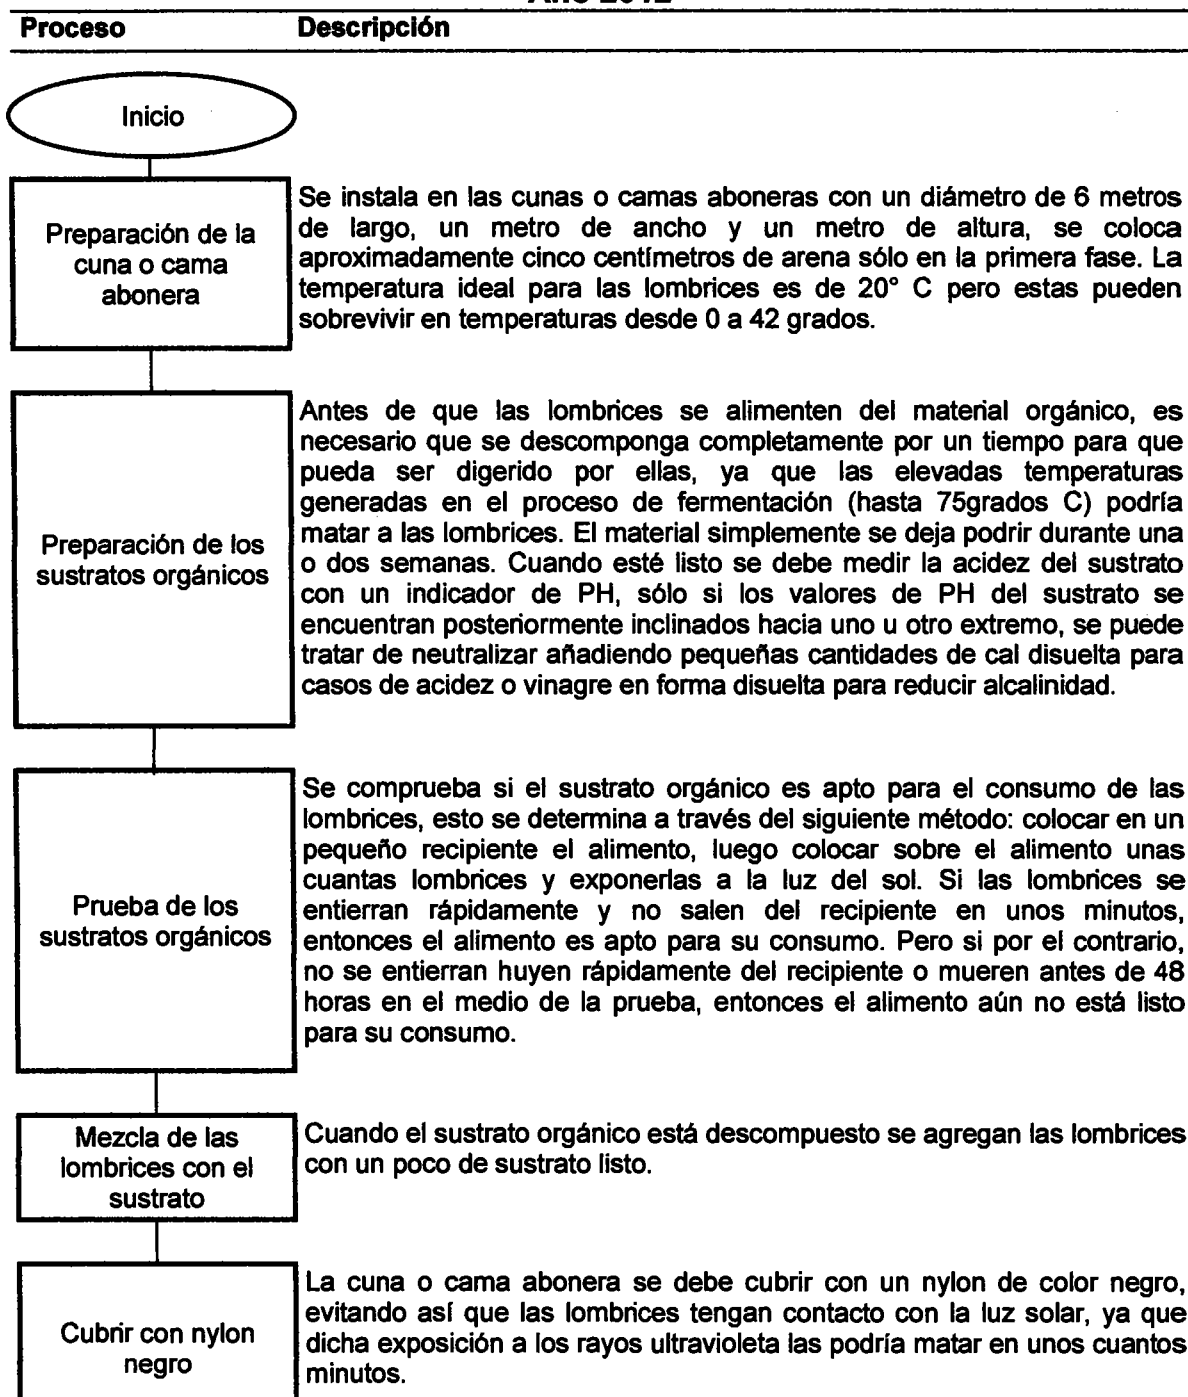 Proceso Descripción
Inicio
Preparación de la
cuna o cama
abonera
Se instala en las cunas o camas aboneras con un diámetro de 6 metros
de largo, un metro de ancho y un metro de altura, se coloca
aproximadamente cinco centímetros de arena sólo en la primera fase. La
temperatura ideal para las lombrices es de 20° C pero estas pueden
sobrevivir en temperaturas desde 0 a 42 grados.
Preparación de los
sustratos orgánicos
Antes de que las lombrices se alimenten del material orgánico, es
necesario que se descomponga completamente por un tiempo para que
pueda ser digerido por ellas, ya que las elevadas temperaturas
generadas en el proceso de fermentación (hasta 75grados C) podría
matar a las lombrices. El material simplemente se deja podrir durante una
o dos semanas. Cuando esté listo se debe medir la acidez del sustrato
con un indicador de PH, sólo si los valores de PH del sustrato se
encuentran posteriormente inclinados hacia uno u otro extremo, se puede
tratar de neutralizar añadiendo pequeñas cantidades de cal disuelta para
casos de acidez o vinagre en forma disuelta para reducir alcalinidad.
Prueba de los
sustratos orgánicos
Se comprueba si el sustrato orgánico es apto para el consumo de las
lombrices, esto se determina a través del siguiente método: colocar en un
pequeño recipiente el alimento, luego colocar sobre el alimento unas
cuantas lombrices y exponerlas a la luz del sol. Si las lombrices se
entierran rápidamente y no salen del recipiente en unos minutos,
entonces el alimento es apto para su consumo. Pero si por el contrario,
no se entierran huyen rápidamente del recipiente o mueren antes de 48
horas en el medio de la prueba, entonces el alimento aún no está listo
para su consumo.
Mezcla de las
lombrices con el
sustrato
Cuando el sustrato orgánico está descompuesto se agregan las lombrices
con un poco de sustrato listo.
Cubrir con nylon
negro
La cuna o cama abonera se debe cubrir con un nylon de color negro,
evitando así que las lombrices tengan contacto con la luz solar, ya que
dicha exposición a los rayos ultravioleta las podría matar en unos cuantos
minutos.